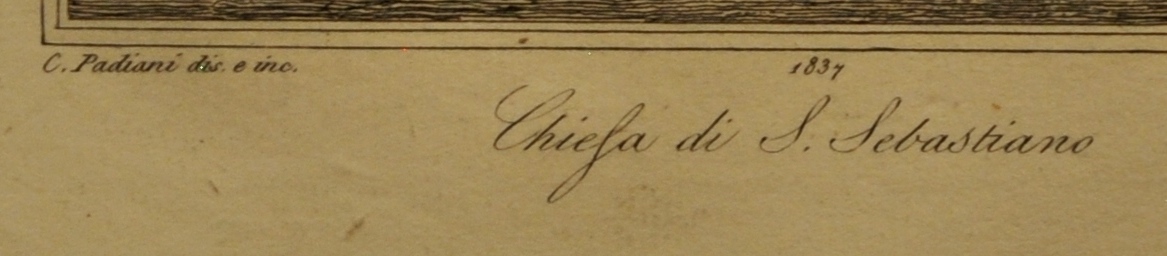 C. Padiani dis. e inc. 1837
Chieſa di S. Sebastiano